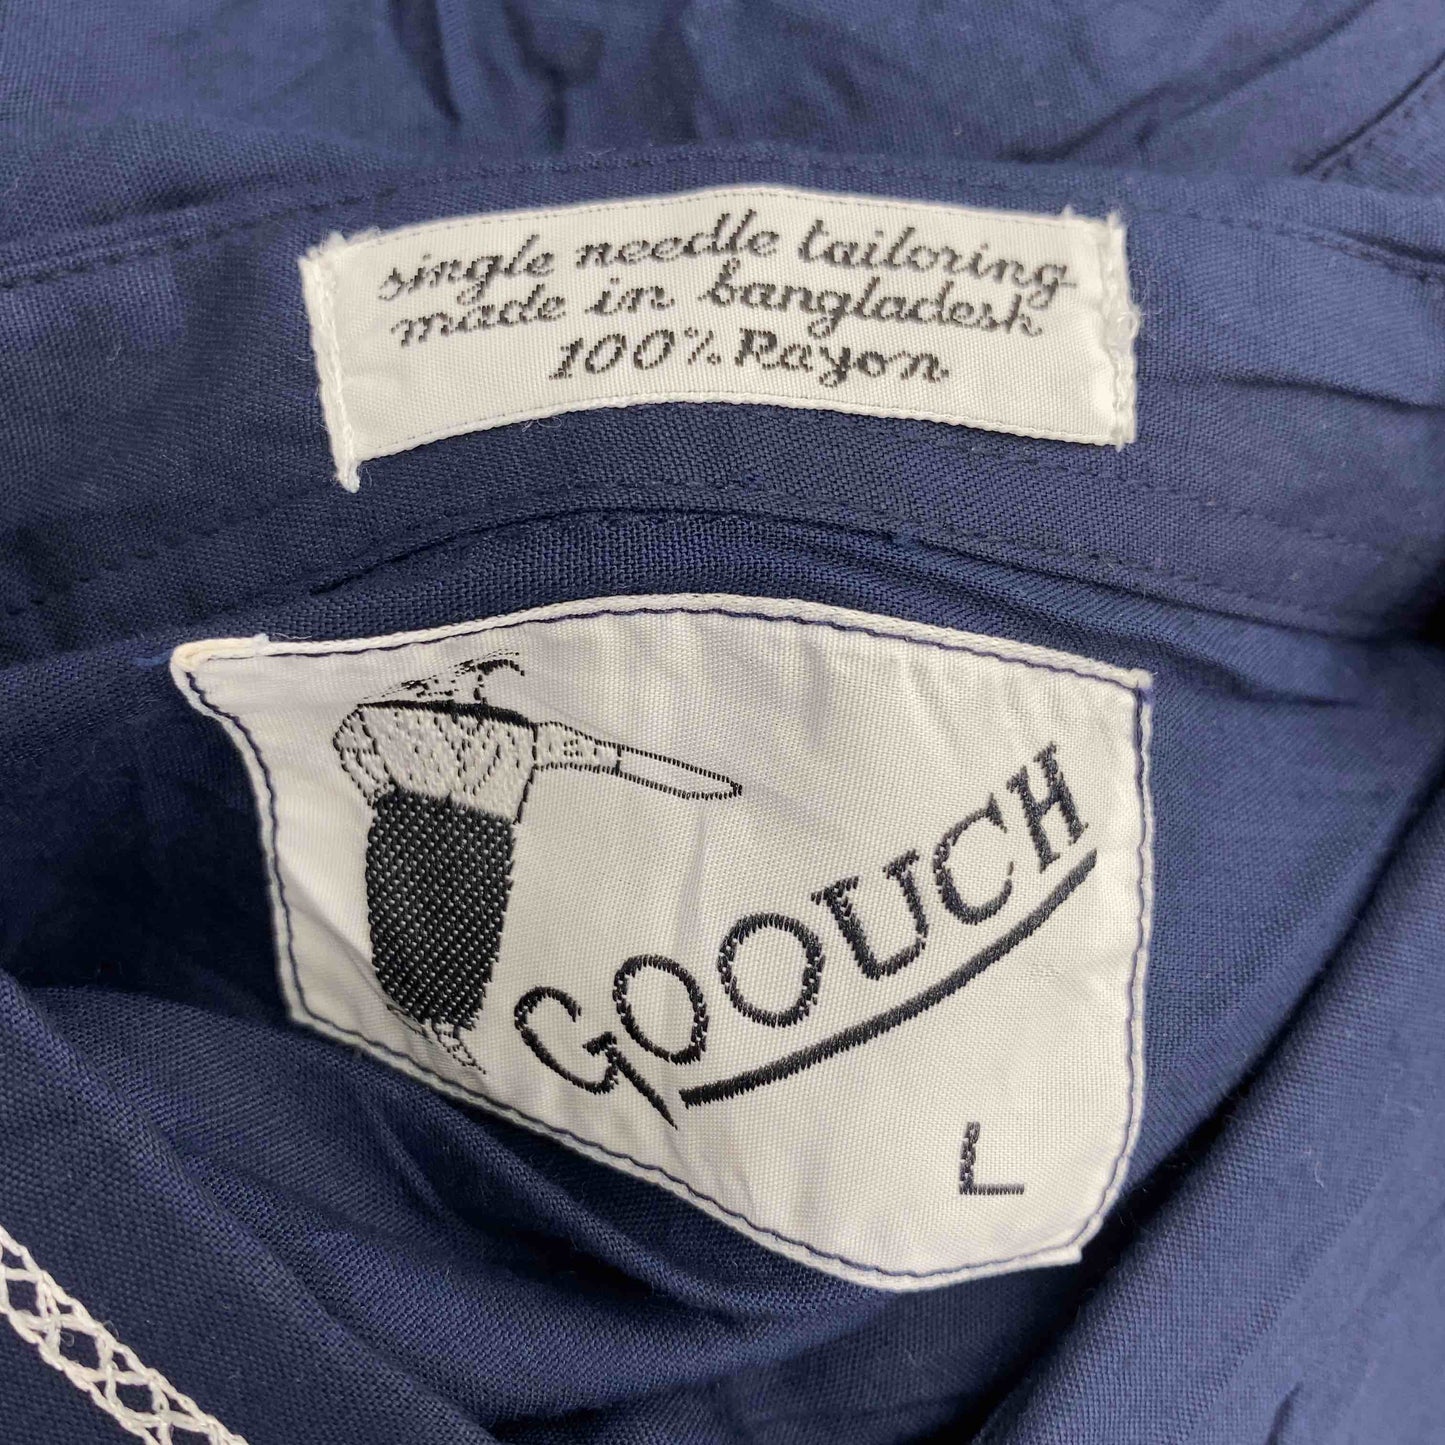 single needle tailoring
made in bangladesh
100% Rayon
GOOUCH
L